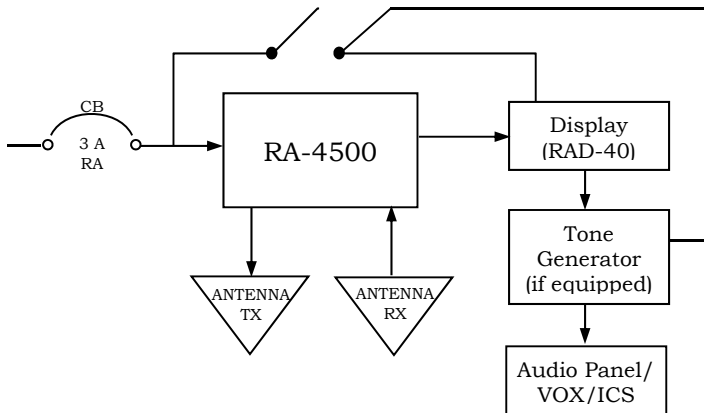 CB
3 A
RA
RA-4500
Display
(RAD-40)
Tone
Generator
(if equipped)
ANTENNA
TX
ANTENNA
RX
Audio Panel/
VOX/ICS